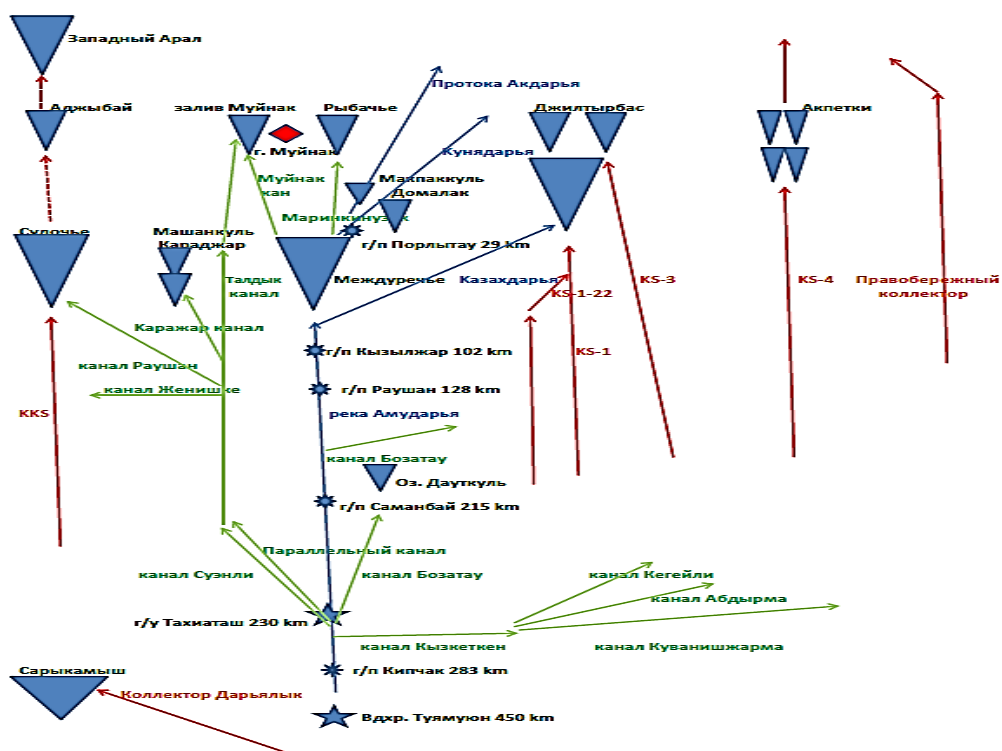 Западный Арал
Аджыбай
залив Муйнак
Рыбачье
Протока Акдарья
Джилтырбас
Акпетки
г. Муйнак
Кунядарья
Муйнак
кан
Макпаккуль
Домалак
Маринкинузяк
Судочье
Машанкуль
Караджар
г/п Порлытау 29 km
Талдык
канал
Междуречье
Казахдарья
KS-1-22
KS-3
KS-4
Правобережный
коллектор
Каражар канал
г/п Кызылжар 102 km
KS-1
канал Раушан
канал Женишке
г/п Раушан 128 km
KKS
река Амударья
канал Бозатау
Оз. Дауткуль
г/п Саманбай 215 km
Параллельный канал
канал Суэнли
канал Бозатау
канал Кегейли
канал Абдырма
г/у Тахиаташ 230 km
канал Кызкеткен
канал Куванишжарма
Сарыкамыш
г/п Кипчак 283 km
Коллектор Дарьялык
Вдхр. Туямуюн 450 km